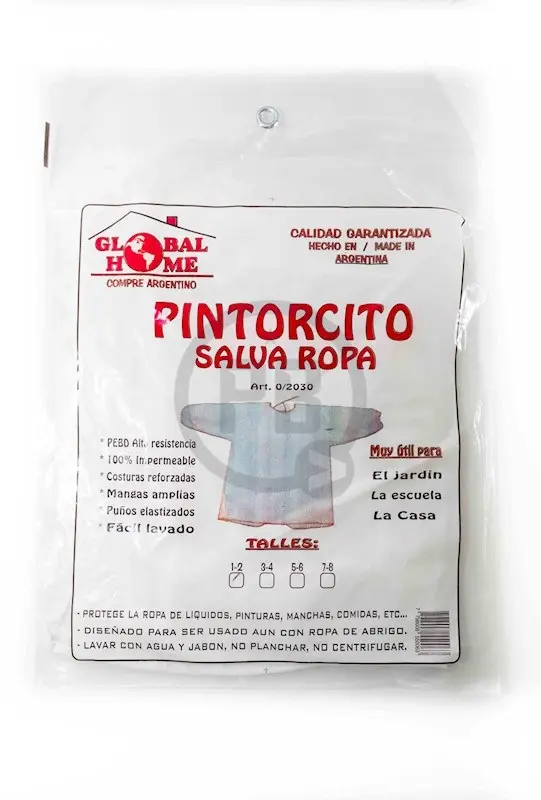 GLOBAL
HOME
COMPRE ARGENTINO
CALIDAD GARANTIZADA
HECHO EN / MADE IN
ARGENTINA
PINTORCITO
SALVA ROPA
Art. 0/2030
* PEBD Alta resistencia
* 100% Impermeable
* Costuras reforzadas
* Mangas amplias
* Puños elastizados
* Fácil lavado
Muy útil para
El jardín
La escuela
La Casa
TALLES:
1-2 3-4 5-6 7-8
- PROTEGE LA ROPA DE LIQUIDOS, PINTURAS, MANCHAS, COMIDAS, ETC...
- DISEÑADO PARA SER USADO AUN CON ROPA DE ABRIGO.
- LAVAR CON AGUA Y JABON, NO PLANCHAR, NO CENTRIFUGAR.